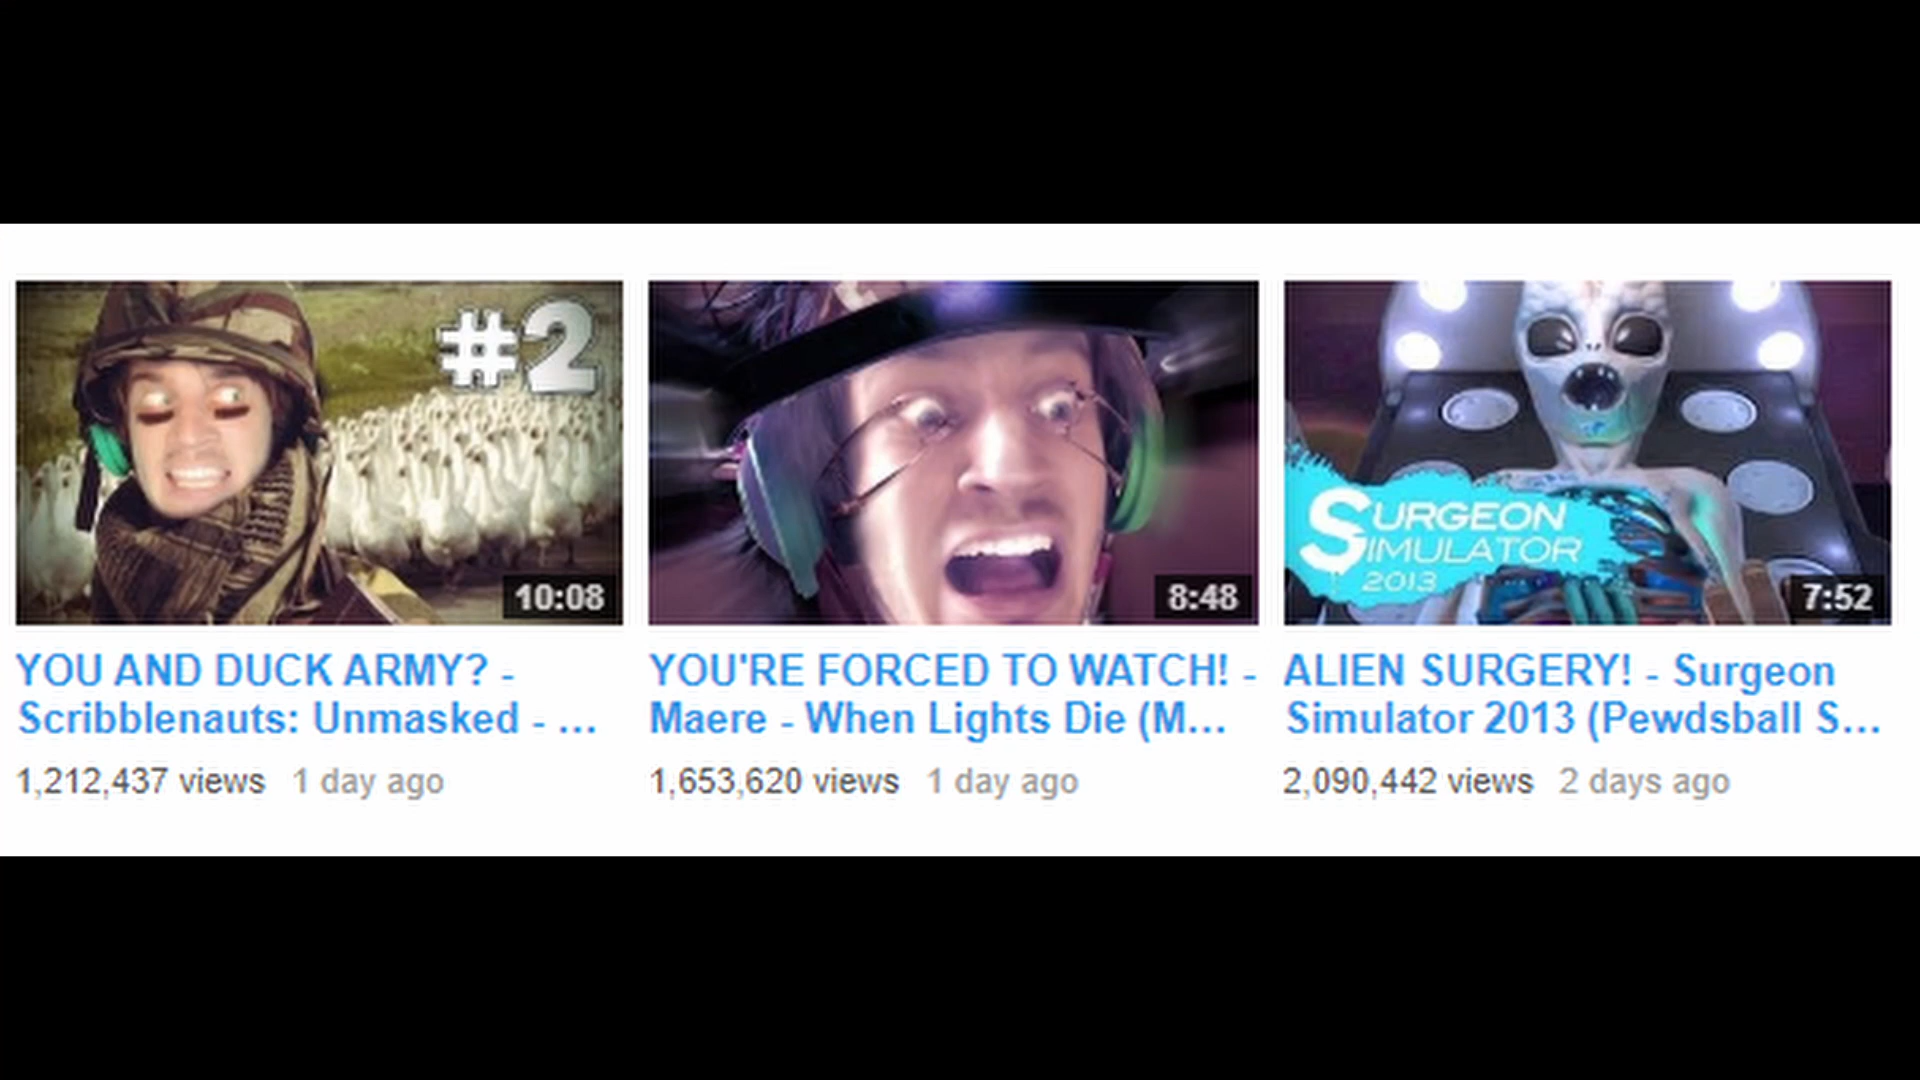 #2
10:08
YOU AND DUCK ARMY? -
Scribblenauts: Unmasked - ...
1,212,437 views 1 day ago
8:48
YOU'RE FORCED TO WATCH! -
Maere - When Lights Die (M...
1,653,620 views 1 day ago
SURGEON
SIMULATOR
2013
7:52
ALIEN SURGERY! - Surgeon
Simulator 2013 (Pewdsball S...
2,090,442 views 2 days ago